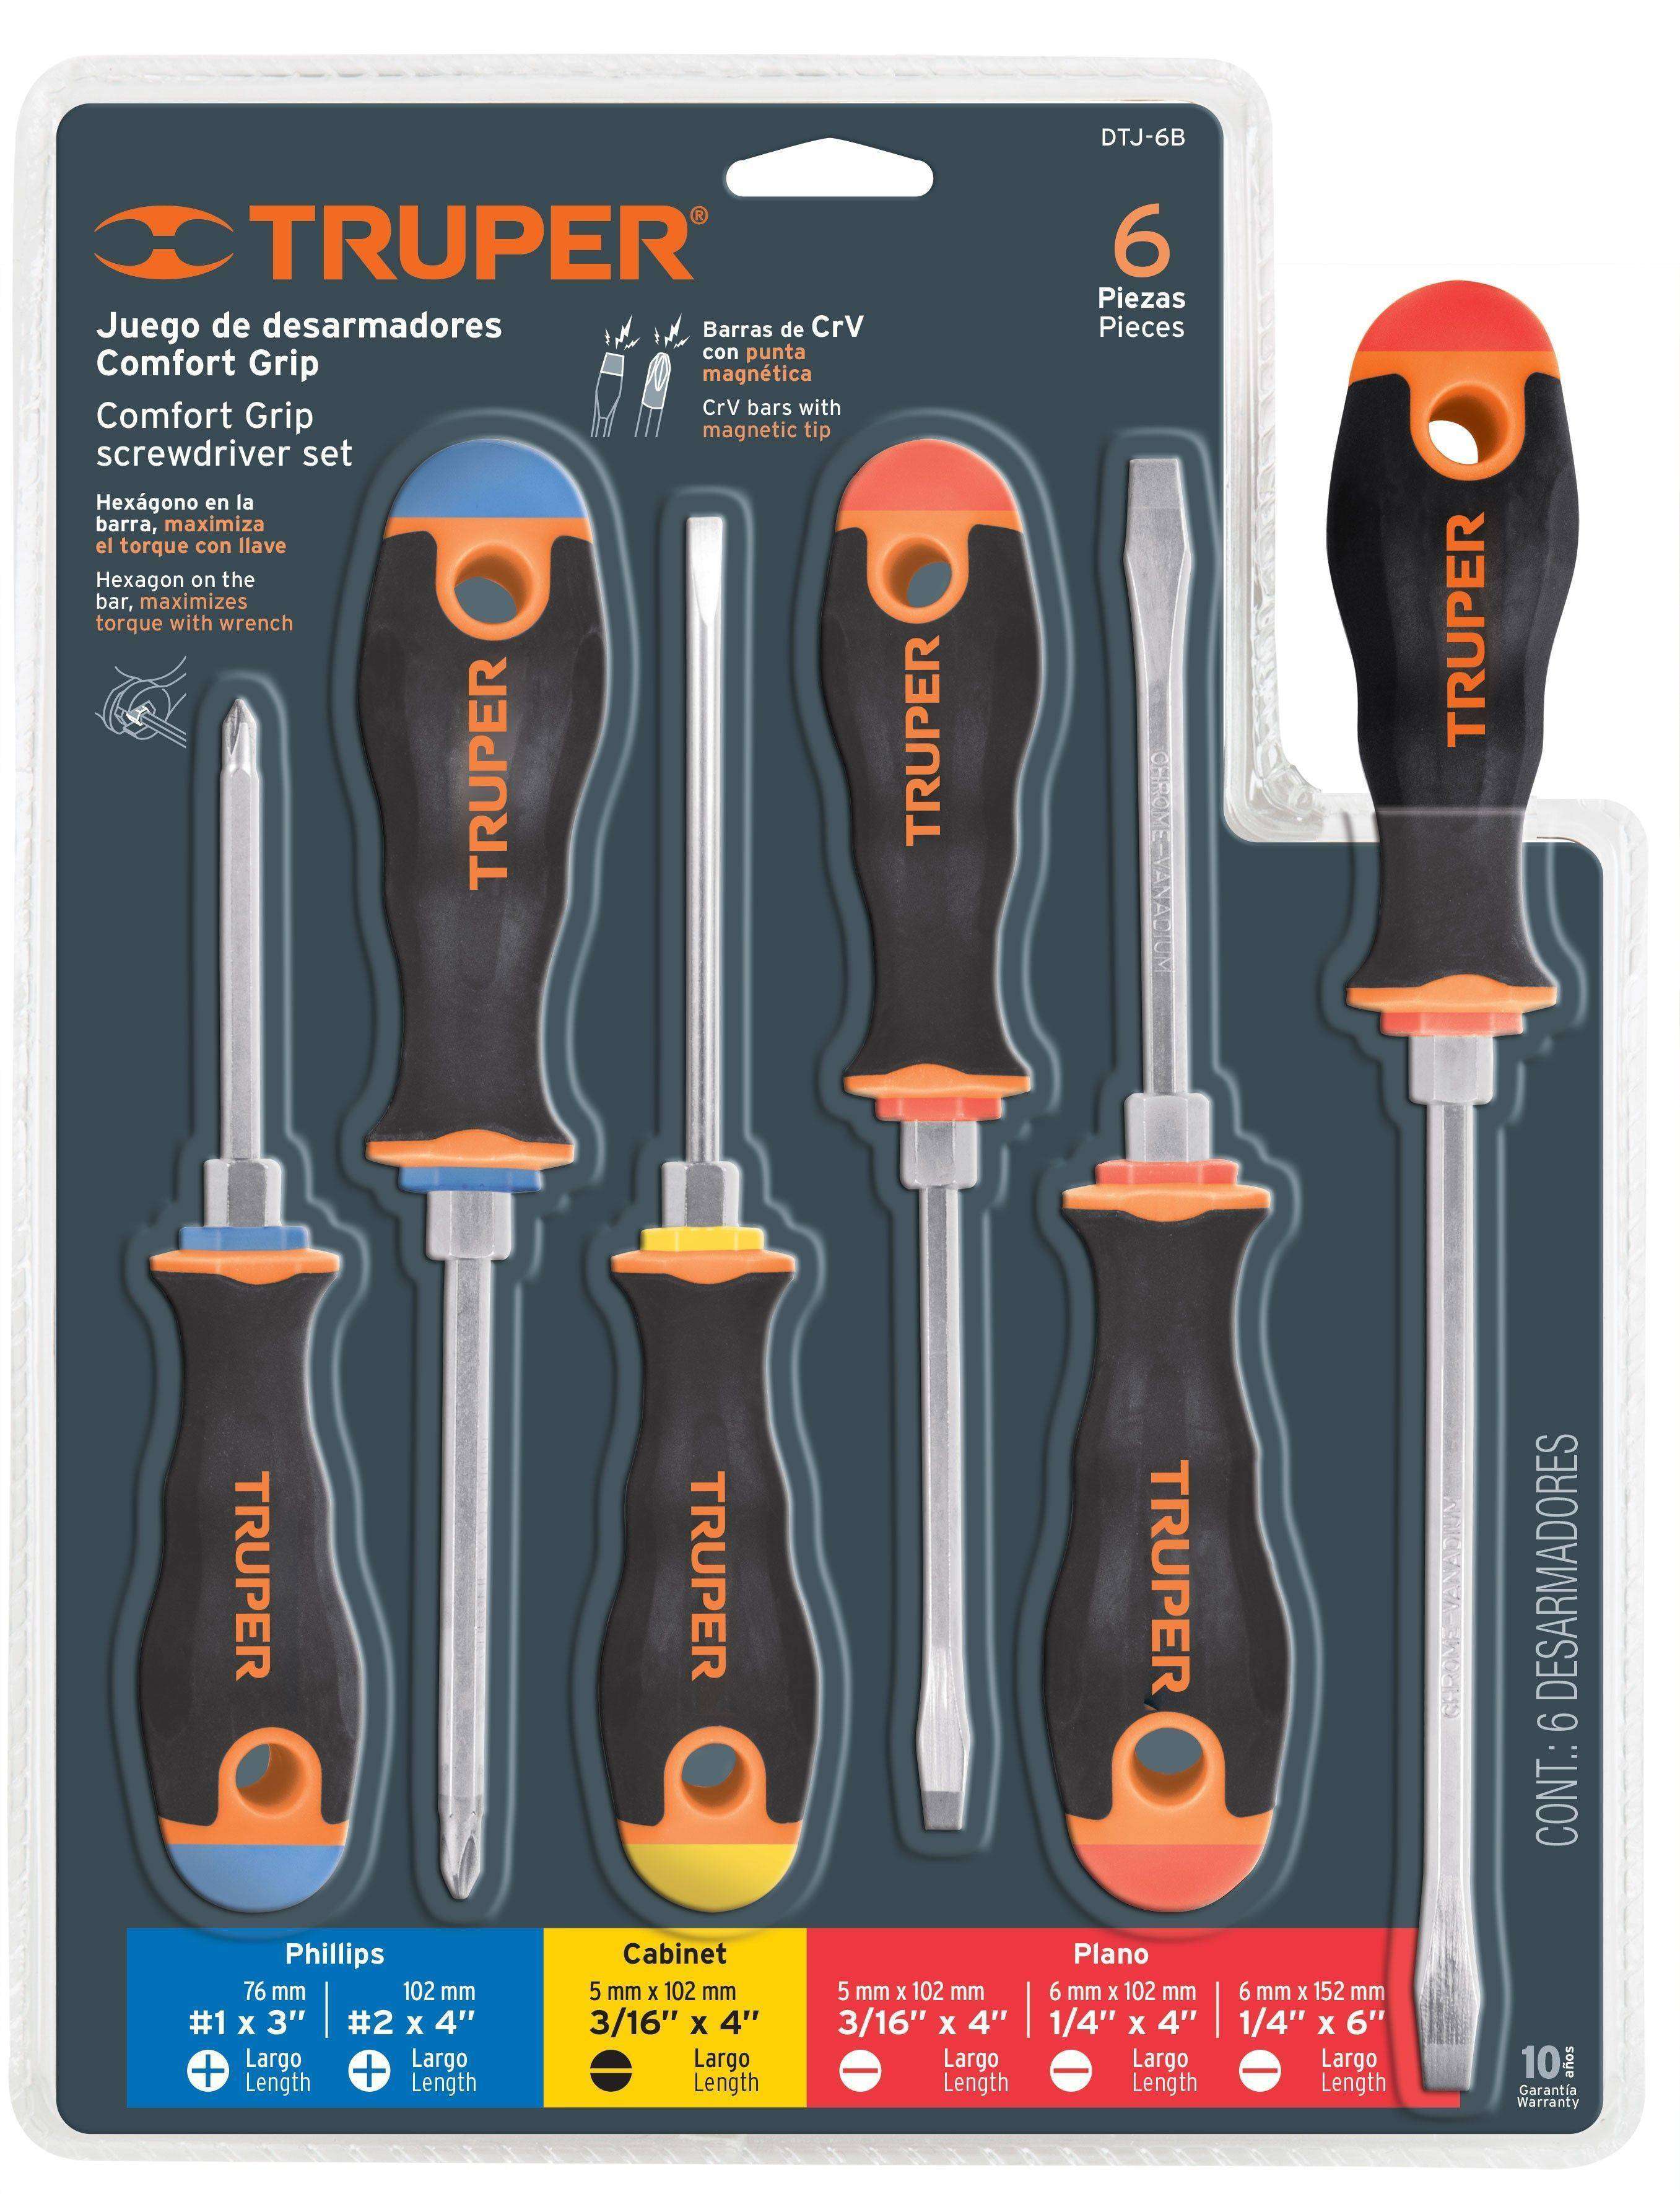 DTJ-6B
TRUPER®
6
Piezas
Pieces
Juego de desarmadores
Comfort Grip
Comfort Grip
screwdriver set
Barras de CrV
con punta
magnética
CrV bars with
magnetic tip
Hexágono en la
barra, maximiza
el torque con llave
Hexagon on the
bar, maximizes
torque with wrench
TRUPER
TRUPER
TRUPER
TRUPER
TRUPER
TRUPER
CHROME-VANADIUM
CHROME-VANADIUM
CONT.: 6 DESARMADORES
Phillips
76 mm
#1 x 3"
Largo
Length
102 mm
#2 x 4"
Largo
Length
Cabinet
5 mm x 102 mm
3/16" x 4"
Largo
Length
Plano
5 mm x 102 mm
3/16" x 4"
Largo
Length
6 mm x 102 mm
1/4" x 4"
Largo
Length
6 mm x 152 mm
1/4" x 6"
Largo
Length
10 años
Garantía
Warranty